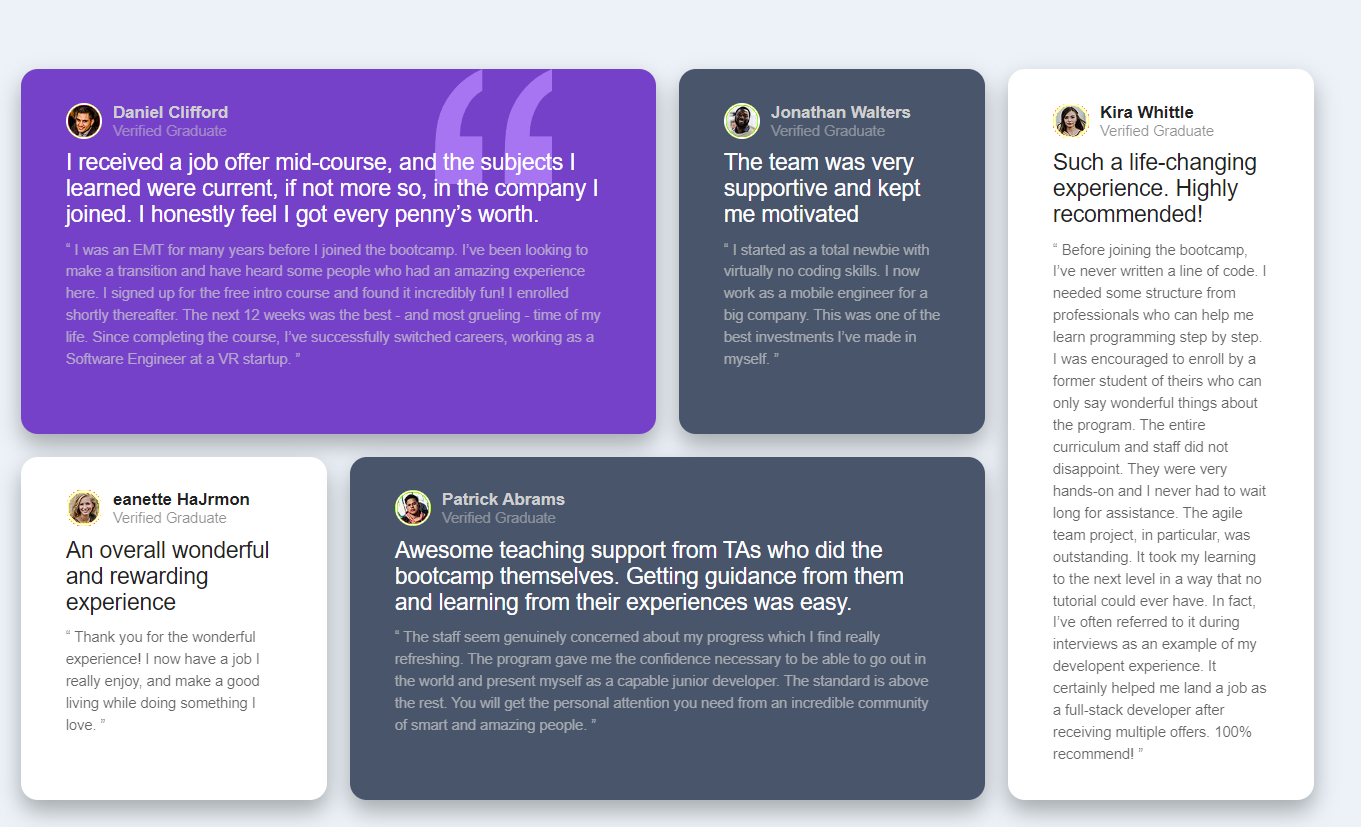 Daniel Clifford
Verified Graduate
I received a job offer mid-course, and the subjects I
learned were current, if not more so, in the company I
joined. I honestly feel I got every penny’s worth.
“ I was an EMT for many years before I joined the bootcamp. I’ve been looking to
make a transition and have heard some people who had an amazing experience
here. I signed up for the free intro course and found it incredibly fun! I enrolled
shortly thereafter. The next 12 weeks was the best - and most grueling - time of my
life. Since completing the course, I’ve successfully switched careers, working as a
Software Engineer at a VR startup. ”
Jonathan Walters
Verified Graduate
The team was very
supportive and kept
me motivated
“ I started as a total newbie with
virtually no coding skills. I now
work as a mobile engineer for a
big company. This was one of the
best investments I’ve made in
myself. ”
Kira Whittle
Verified Graduate
Such a life-changing
experience. Highly
recommended!
“ Before joining the bootcamp,
I’ve never written a line of code. I
needed some structure from
professionals who can help me
learn programming step by step.
I was encouraged to enroll by a
former student of theirs who can
only say wonderful things about
the program. The entire
curriculum and staff did not
disappoint. They were very
hands-on and I never had to wait
long for assistance. The agile
team project, in particular, was
outstanding. It took my learning
to the next level in a way that no
tutorial could ever have. In fact,
I’ve often referred to it during
interviews as an example of my
developent experience. It
certainly helped me land a job as
a full-stack developer after
receiving multiple offers. 100%
recommend! ”
eanette HaJrmon
Verified Graduate
An overall wonderful
and rewarding
experience
“ Thank you for the wonderful
experience! I now have a job I
really enjoy, and make a good
living while doing something I
love. ”
Patrick Abrams
Verified Graduate
Awesome teaching support from TAs who did the
bootcamp themselves. Getting guidance from them
and learning from their experiences was easy.
“ The staff seem genuinely concerned about my progress which I find really
refreshing. The program gave me the confidence necessary to be able to go out in
the world and present myself as a capable junior developer. The standard is above
the rest. You will get the personal attention you need from an incredible community
of smart and amazing people. ”